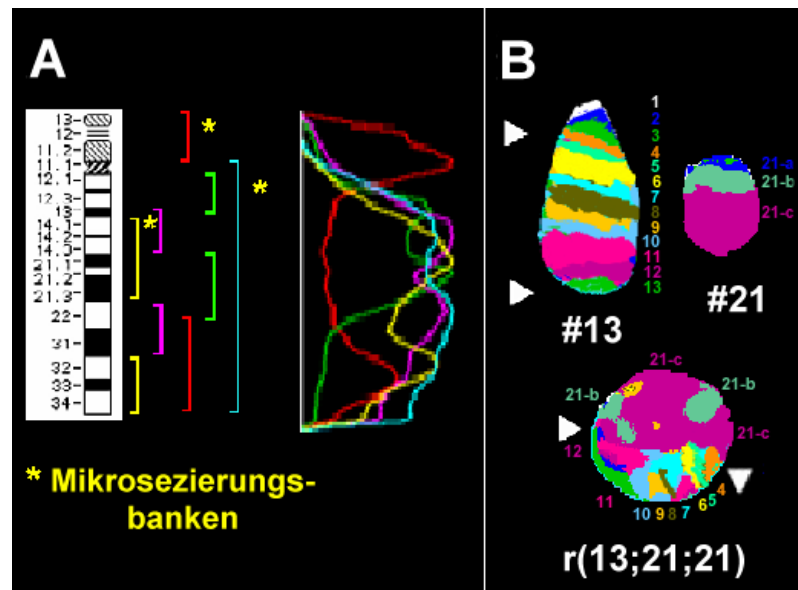 A
13
12
11.2
11.1
12.1
12.3
13
14.1
14.2
14.3
21.1
21.2
21.3
22
31
32
33
34
*
*
*
* Mikrosezierungs-
banken
B
1
2
3
4
5
6
7
8
9
10
11
12
13
#13
21-a
21-b
21-c
#21
21-c
21-b
21-b
21-c
12
11
10 9 8 7 6 5 4
r(13;21;21)